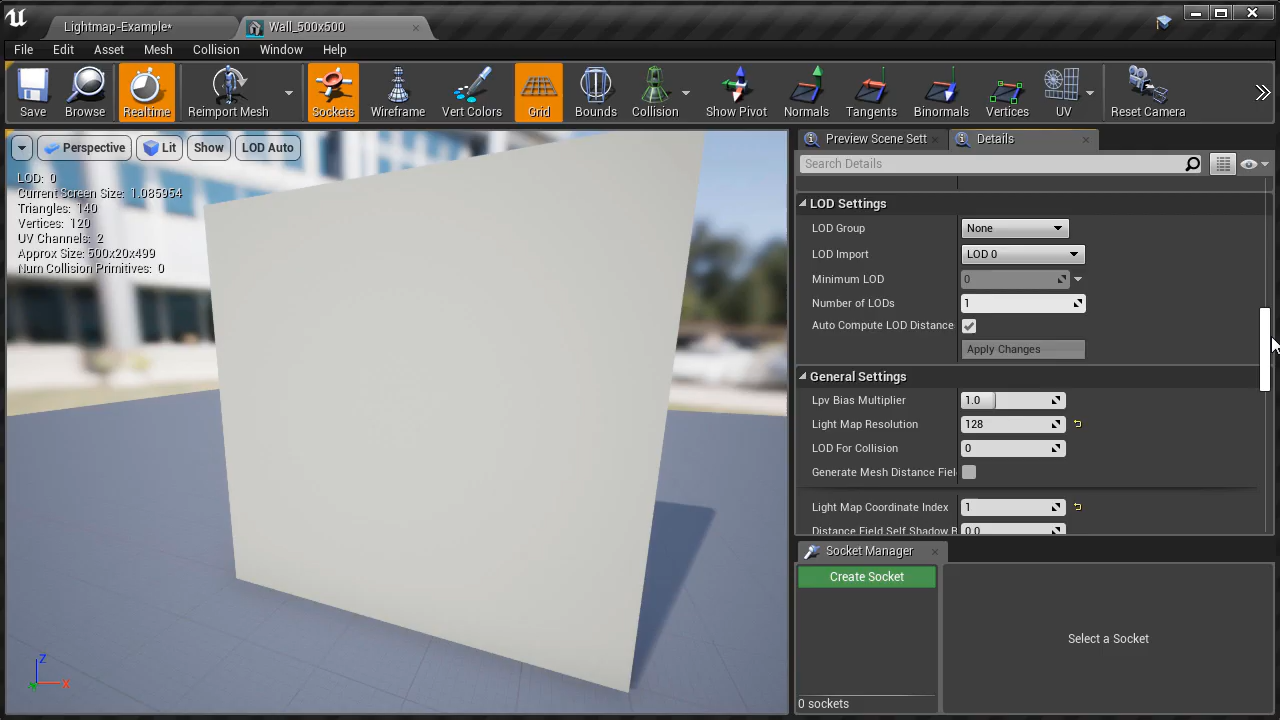 Lightmap-Example*
Wall_500x500
File Edit Asset Mesh Collision Window Help
Save Browse Realtime Reimport Mesh Sockets Wireframe Vert Colors Grid Bounds Collision Show Pivot Normals Tangents Binormals Vertices UV Reset Camera
Perspective Lit Show LOD Auto
LOD: 0
Current Screen Size: 1.085954
Triangles: 140
Vertices: 120
UV Channels: 2
Approx Size: 500x20x499
Num Collision Primitives: 0
Z
X
Preview Scene Sett
Details
Search Details
LOD Settings
LOD Group None
LOD Import LOD 0
Minimum LOD 0
Number of LODs 1
Auto Compute LOD Distance
Apply Changes
General Settings
Lpv Bias Multiplier 1.0
Light Map Resolution 128
LOD For Collision 0
Generate Mesh Distance Fiel
Light Map Coordinate Index 1
Distance Field Self Shadow B 0.0
Socket Manager
Create Socket
Select a Socket
0 sockets